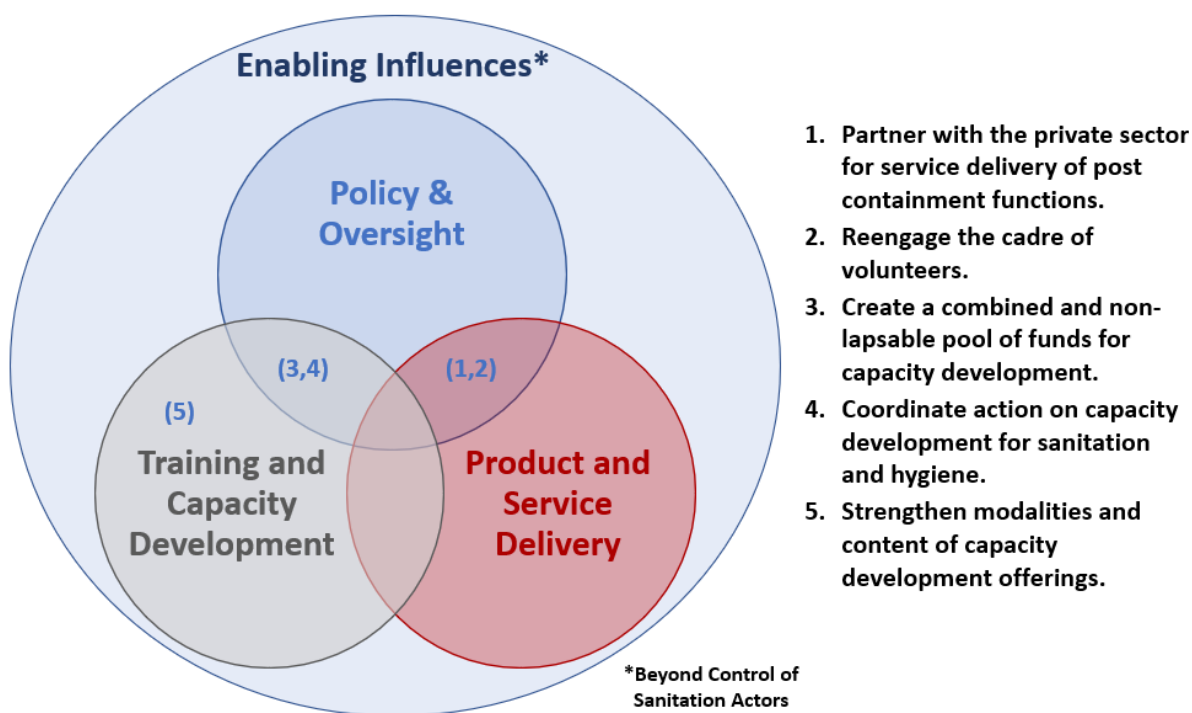 Enabling Influences*
Policy &
Oversight
(3,4)
(1,2)
(5)
Training and
Capacity
Development
Product and
Service
Delivery
1. Partner with the private sector
for service delivery of post
containment functions.
2. Reengage the cadre of
volunteers.
3. Create a combined and non-
lapsable pool of funds for
capacity development.
4. Coordinate action on capacity
development for sanitation
and hygiene.
5. Strengthen modalities and
content of capacity
development offerings.
*Beyond Control of
Sanitation Actors